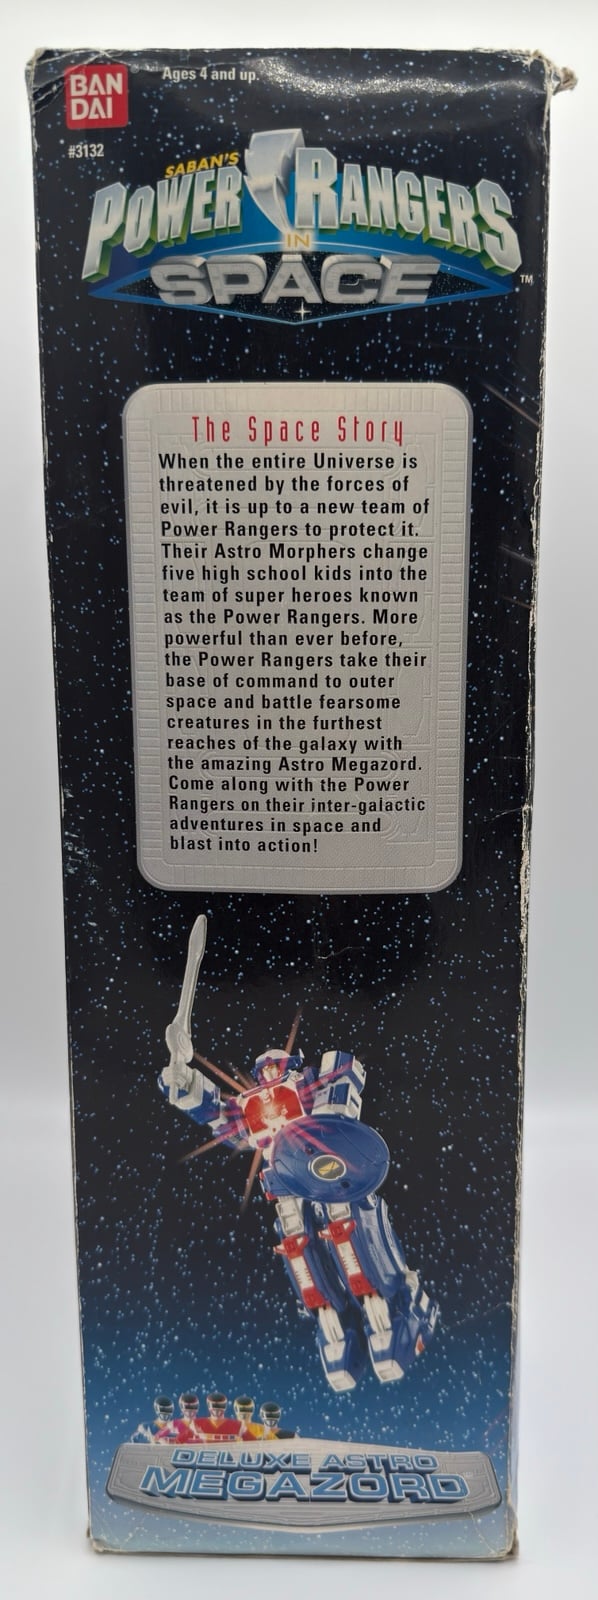 BAN
DAI
Ages 4 and up.
#3132
SABAN'S
POWER RANGERS
IN
SPACE™
The Space Story
When the entire Universe is
threatened by the forces of
evil, it is up to a new team of
Power Rangers to protect it.
Their Astro Morphers change
five high school kids into the
team of super heroes known
as the Power Rangers. More
powerful than ever before,
the Power Rangers take their
base of command to outer
space and battle fearsome
creatures in the furthest
reaches of the galaxy with
the amazing Astro Megazord.
Come along with the Power
Rangers on their inter-galactic
adventures in space and
blast into action!
DELUXE ASTRO
MEGAZORD